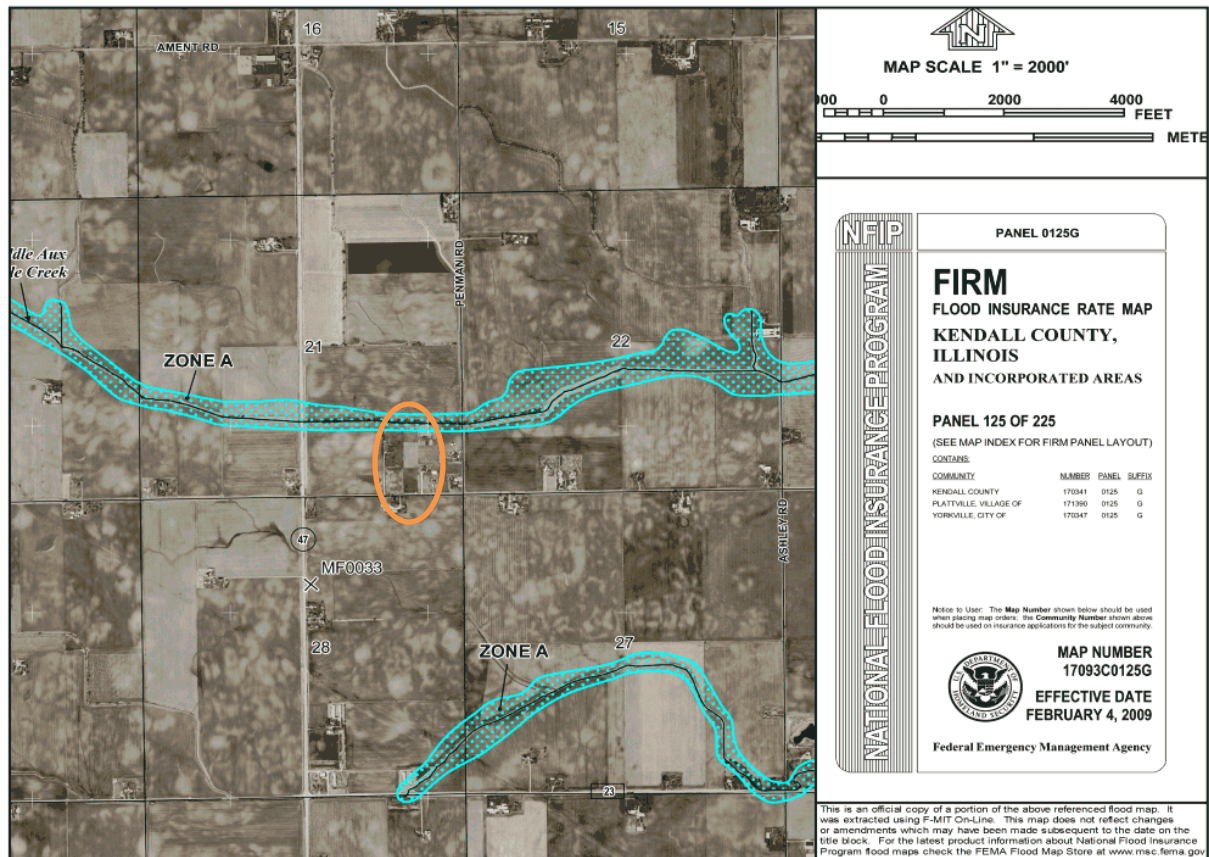 16
15
AMENT RD
PENMAN RD
dle Aux
le Creek
ZONE A
21
22
ASHLEY RD
47
MF0033
28
ZONE A
27
23
N
MAP SCALE 1" = 2000'
000 0 2000 4000
FEET
METE
NFIP
NATIONAL FLOOD INSURANCE PROGRAM
PANEL 0125G
FIRM
FLOOD INSURANCE RATE MAP
KENDALL COUNTY,
ILLINOIS
AND INCORPORATED AREAS
PANEL 125 OF 225
(SEE MAP INDEX FOR FIRM PANEL LAYOUT)
CONTAINS:
COMMUNITY NUMBER PANEL SUFFIX
KENDALL COUNTY 170341 0125 G
PLATTVILLE, VILLAGE OF 171390 0125 G
YORKVILLE, CITY OF 170347 0125 G
Notice to User: The Map Number shown below should be used
when placing map orders; the Community Number shown above
should be used on insurance applications for the subject community.
U.S. DEPARTMENT OF HOMELAND SECURITY
MAP NUMBER
17093C0125G
EFFECTIVE DATE
FEBRUARY 4, 2009
Federal Emergency Management Agency
This is an official copy of a portion of the above referenced flood map. It
was extracted using F-MIT On-Line. This map does not reflect changes
or amendments which may have been made subsequent to the date on the
title block. For the latest product information about National Flood Insurance
Program flood maps check the FEMA Flood Map Store at www.msc.fema.gov